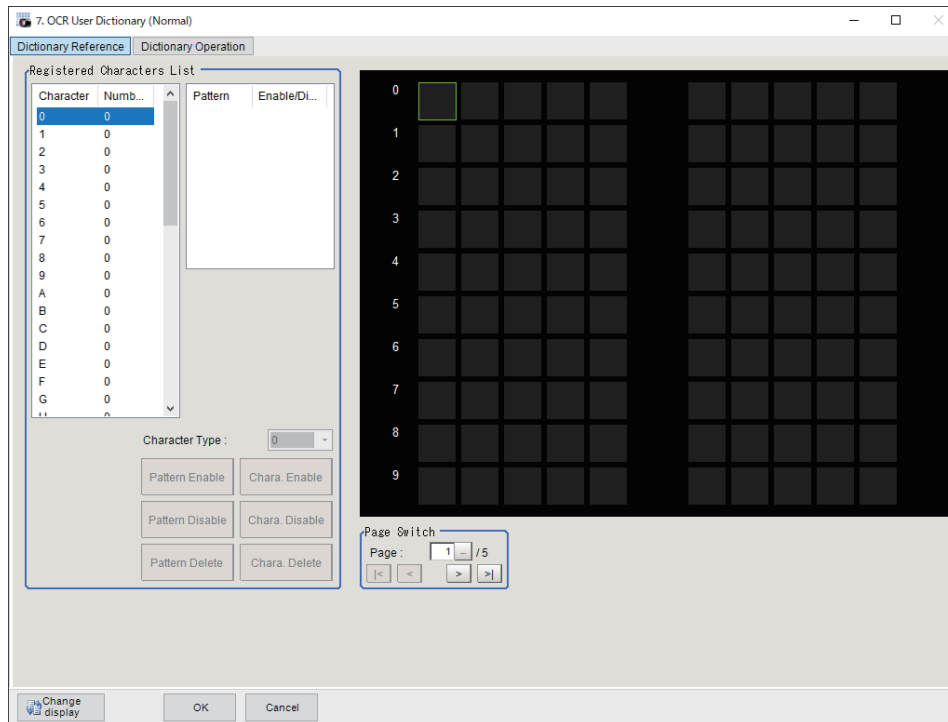 7. OCR User Dictionary (Normal)
Dictionary Reference Dictionary Operation
Registered Characters List
Character Numb...
0 0
1 0
2 0
3 0
4 0
5 0
6 0
7 0
8 0
9 0
A 0
B 0
C 0
D 0
E 0
F 0
G 0
Pattern Enable/Di...
Character Type : 0
Pattern Enable Chara. Enable
Pattern Disable Chara. Disable
Pattern Delete Chara. Delete
0
1
2
3
4
5
6
7
8
9
Page Switch
Page : 1 ... / 5
|< < > >|
Change
display
OK Cancel